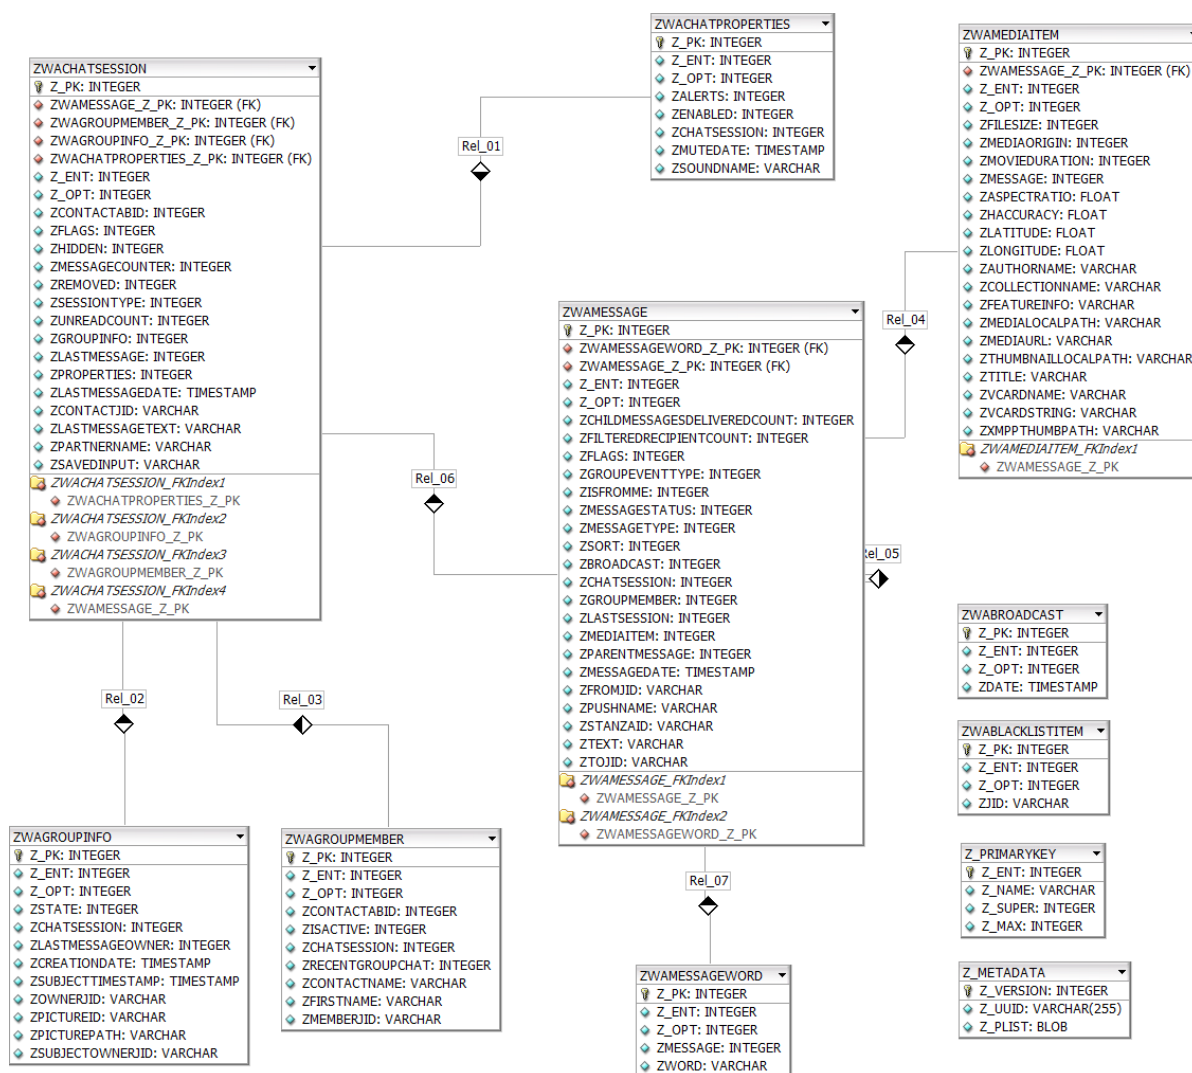 ZWACHATSESSION
Z_PK: INTEGER
ZWAMESSAGE_Z_PK: INTEGER (FK)
ZWAGROUPMEMBER_Z_PK: INTEGER (FK)
ZWAGROUPINFO_Z_PK: INTEGER (FK)
ZWACHATPROPERTIES_Z_PK: INTEGER (FK)
Z_ENT: INTEGER
Z_OPT: INTEGER
ZCONTACTABID: INTEGER
ZFLAGS: INTEGER
ZHIDDEN: INTEGER
ZMESSAGECOUNTER: INTEGER
ZREMOVED: INTEGER
ZSESSIONTYPE: INTEGER
ZUNREADCOUNT: INTEGER
ZGROUPINFO: INTEGER
ZLASTMESSAGE: INTEGER
ZPROPERTIES: INTEGER
ZLASTMESSAGEDATE: TIMESTAMP
ZCONTACTJID: VARCHAR
ZLASTMESSAGETEXT: VARCHAR
ZPARTNERNAME: VARCHAR
ZSAVEDINPUT: VARCHAR
ZWACHATSESSION_FKIndex1
ZWACHATPROPERTIES_Z_PK
ZWACHATSESSION_FKIndex2
ZWAGROUPINFO_Z_PK
ZWACHATSESSION_FKIndex3
ZWAGROUPMEMBER_Z_PK
ZWACHATSESSION_FKIndex4
ZWAMESSAGE_Z_PK
Rel_01
ZWACHATPROPERTIES
Z_PK: INTEGER
Z_ENT: INTEGER
Z_OPT: INTEGER
ZALERTS: INTEGER
ZENABLED: INTEGER
ZCHATSESSION: INTEGER
ZMUTEDATE: TIMESTAMP
ZSOUNDNAME: VARCHAR
ZWAMEDIAITEM
Z_PK: INTEGER
ZWAMESSAGE_Z_PK: INTEGER (FK)
Z_ENT: INTEGER
Z_OPT: INTEGER
ZFILESIZE: INTEGER
ZMEDIAORIGIN: INTEGER
ZMOVIEDURATION: INTEGER
ZMESSAGE: INTEGER
ZASPECTRATIO: FLOAT
ZHACCURACY: FLOAT
ZLATITUDE: FLOAT
ZLONGITUDE: FLOAT
ZAUTHORNAME: VARCHAR
ZCOLLECTIONNAME: VARCHAR
ZFEATUREINFO: VARCHAR
ZMEDIALOCALPATH: VARCHAR
ZMEDIAURL: VARCHAR
ZTHUMBNAILLOCALPATH: VARCHAR
ZTITLE: VARCHAR
ZVCARDNAME: VARCHAR
ZVCARDSTRING: VARCHAR
ZXMPPTHUMBPATH: VARCHAR
ZWAMEDIAITEM_FKIndex1
ZWAMESSAGE_Z_PK
Rel_04
Rel_06
ZWAMESSAGE
Z_PK: INTEGER
ZWAMESSAGEWORD_Z_PK: INTEGER (FK)
ZWAMESSAGE_Z_PK: INTEGER (FK)
Z_ENT: INTEGER
Z_OPT: INTEGER
ZCHILDMESSAGESDELIVEREDCOUNT: INTEGER
ZFILTEREDRECIPIENTCOUNT: INTEGER
ZFLAGS: INTEGER
ZGROUPEVENTTYPE: INTEGER
ZISFROMME: INTEGER
ZMESSAGESTATUS: INTEGER
ZMESSAGETYPE: INTEGER
ZSORT: INTEGER
ZBROADCAST: INTEGER
ZCHATSESSION: INTEGER
ZGROUPMEMBER: INTEGER
ZLASTSESSION: INTEGER
ZMEDIAITEM: INTEGER
ZPARENTMESSAGE: INTEGER
ZMESSAGEDATE: TIMESTAMP
ZFROMJID: VARCHAR
ZPUSHNAME: VARCHAR
ZSTANZAID: VARCHAR
ZTEXT: VARCHAR
ZTOJID: VARCHAR
ZWAMESSAGE_FKIndex1
ZWAMESSAGE_Z_PK
ZWAMESSAGE_FKIndex2
ZWAMESSAGEWORD_Z_PK
Rel_05
ZWABROADCAST
Z_PK: INTEGER
Z_ENT: INTEGER
Z_OPT: INTEGER
ZDATE: TIMESTAMP
ZWABLACKLISTITEM
Z_PK: INTEGER
Z_ENT: INTEGER
Z_OPT: INTEGER
ZJID: VARCHAR
Z_PRIMARYKEY
Z_ENT: INTEGER
Z_NAME: VARCHAR
Z_SUPER: INTEGER
Z_MAX: INTEGER
Z_METADATA
Z_VERSION: INTEGER
Z_UUID: VARCHAR(255)
Z_PLIST: BLOB
Rel_02
Rel_03
ZWAGROUPINFO
Z_PK: INTEGER
Z_ENT: INTEGER
Z_OPT: INTEGER
ZSTATE: INTEGER
ZCHATSESSION: INTEGER
ZLASTMESSAGEOWNER: INTEGER
ZCREATIONDATE: TIMESTAMP
ZSUBJECTTIMESTAMP: TIMESTAMP
ZOWNERJID: VARCHAR
ZPICTUREID: VARCHAR
ZPICTUREPATH: VARCHAR
ZSUBJECTOWNERJID: VARCHAR
ZWAGROUPMEMBER
Z_PK: INTEGER
Z_ENT: INTEGER
Z_OPT: INTEGER
ZCONTACTABID: INTEGER
ZISACTIVE: INTEGER
ZCHATSESSION: INTEGER
ZRECENTGROUPCHAT: INTEGER
ZCONTACTNAME: VARCHAR
ZFIRSTNAME: VARCHAR
ZMEMBERJID: VARCHAR
Rel_07
ZWAMESSAGEWORD
Z_PK: INTEGER
Z_ENT: INTEGER
Z_OPT: INTEGER
ZMESSAGE: INTEGER
ZWORD: VARCHAR